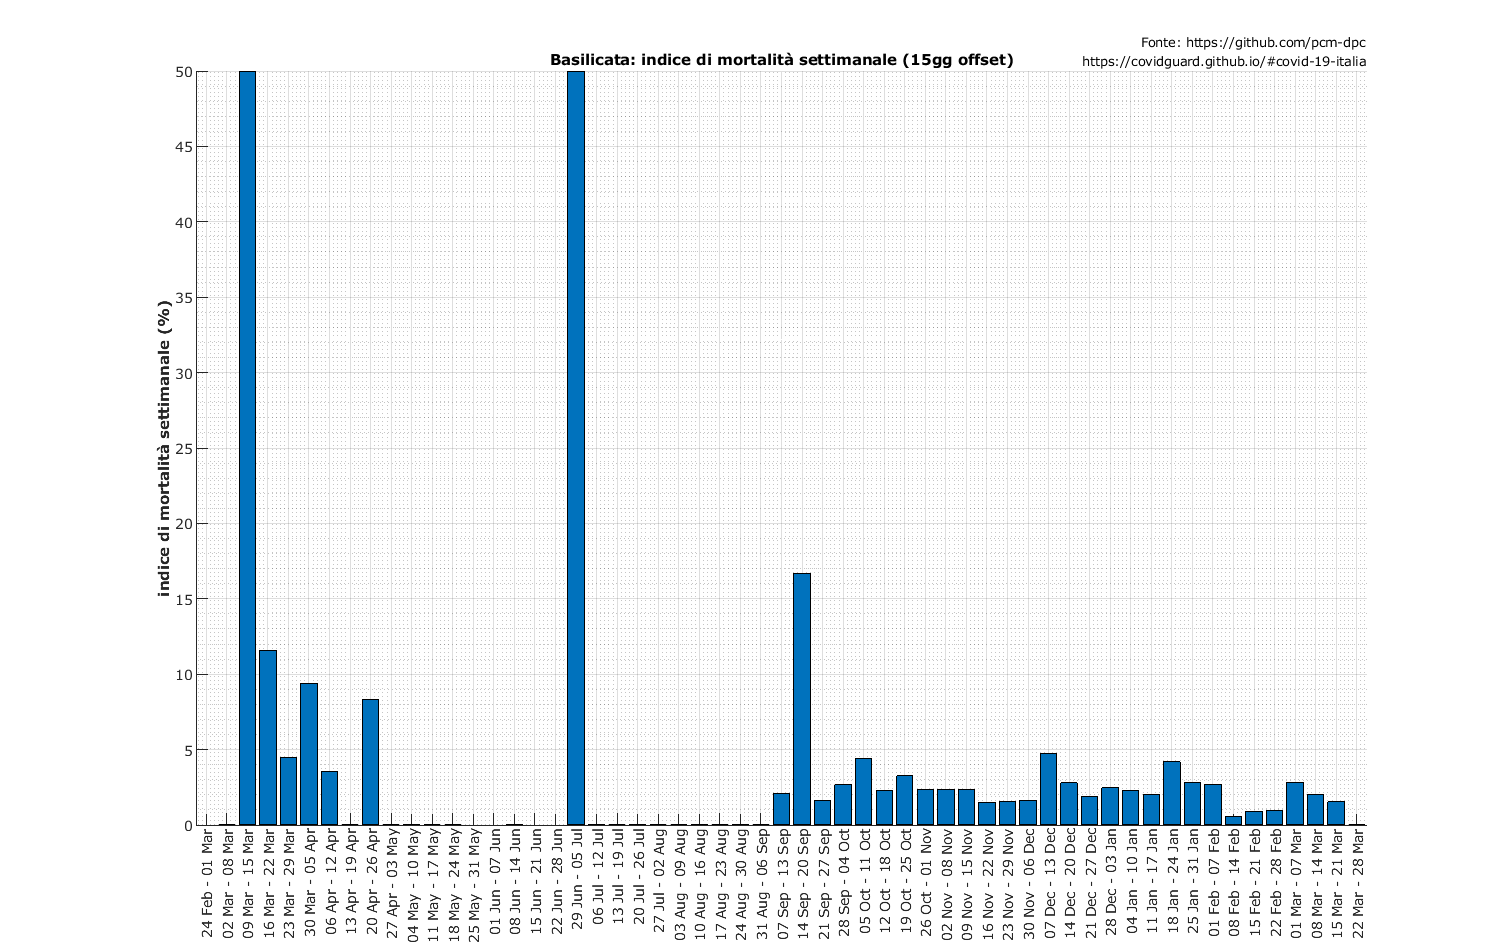 Fonte: https://github.com/pcm-dpc
Basilicata: indice di mortalità settimanale (15gg offset)
https://covidguard.github.io/#covid-19-italia
indice di mortalità settimanale (%)
50
45
40
35
30
25
20
15
10
5
0
24 Feb - 01 Mar
02 Mar - 08 Mar
09 Mar - 15 Mar
16 Mar - 22 Mar
23 Mar - 29 Mar
30 Mar - 05 Apr
06 Apr - 12 Apr
13 Apr - 19 Apr
20 Apr - 26 Apr
27 Apr - 03 May
04 May - 10 May
11 May - 17 May
18 May - 24 May
25 May - 31 May
01 Jun - 07 Jun
08 Jun - 14 Jun
15 Jun - 21 Jun
22 Jun - 28 Jun
29 Jun - 05 Jul
06 Jul - 12 Jul
13 Jul - 19 Jul
20 Jul - 26 Jul
27 Jul - 02 Aug
03 Aug - 09 Aug
10 Aug - 16 Aug
17 Aug - 23 Aug
24 Aug - 30 Aug
31 Aug - 06 Sep
07 Sep - 13 Sep
14 Sep - 20 Sep
21 Sep - 27 Sep
28 Sep - 04 Oct
05 Oct - 11 Oct
12 Oct - 18 Oct
19 Oct - 25 Oct
26 Oct - 01 Nov
02 Nov - 08 Nov
09 Nov - 15 Nov
16 Nov - 22 Nov
23 Nov - 29 Nov
30 Nov - 06 Dec
07 Dec - 13 Dec
14 Dec - 20 Dec
21 Dec - 27 Dec
28 Dec - 03 Jan
04 Jan - 10 Jan
11 Jan - 17 Jan
18 Jan - 24 Jan
25 Jan - 31 Jan
01 Feb - 07 Feb
08 Feb - 14 Feb
15 Feb - 21 Feb
22 Feb - 28 Feb
01 Mar - 07 Mar
08 Mar - 14 Mar
15 Mar - 21 Mar
22 Mar - 28 Mar